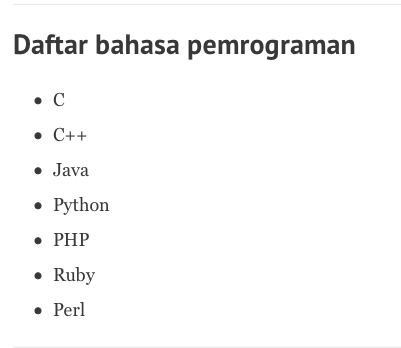 Daftar bahasa pemrograman
• C
• C++
• Java
• Python
• PHP
• Ruby
• Perl